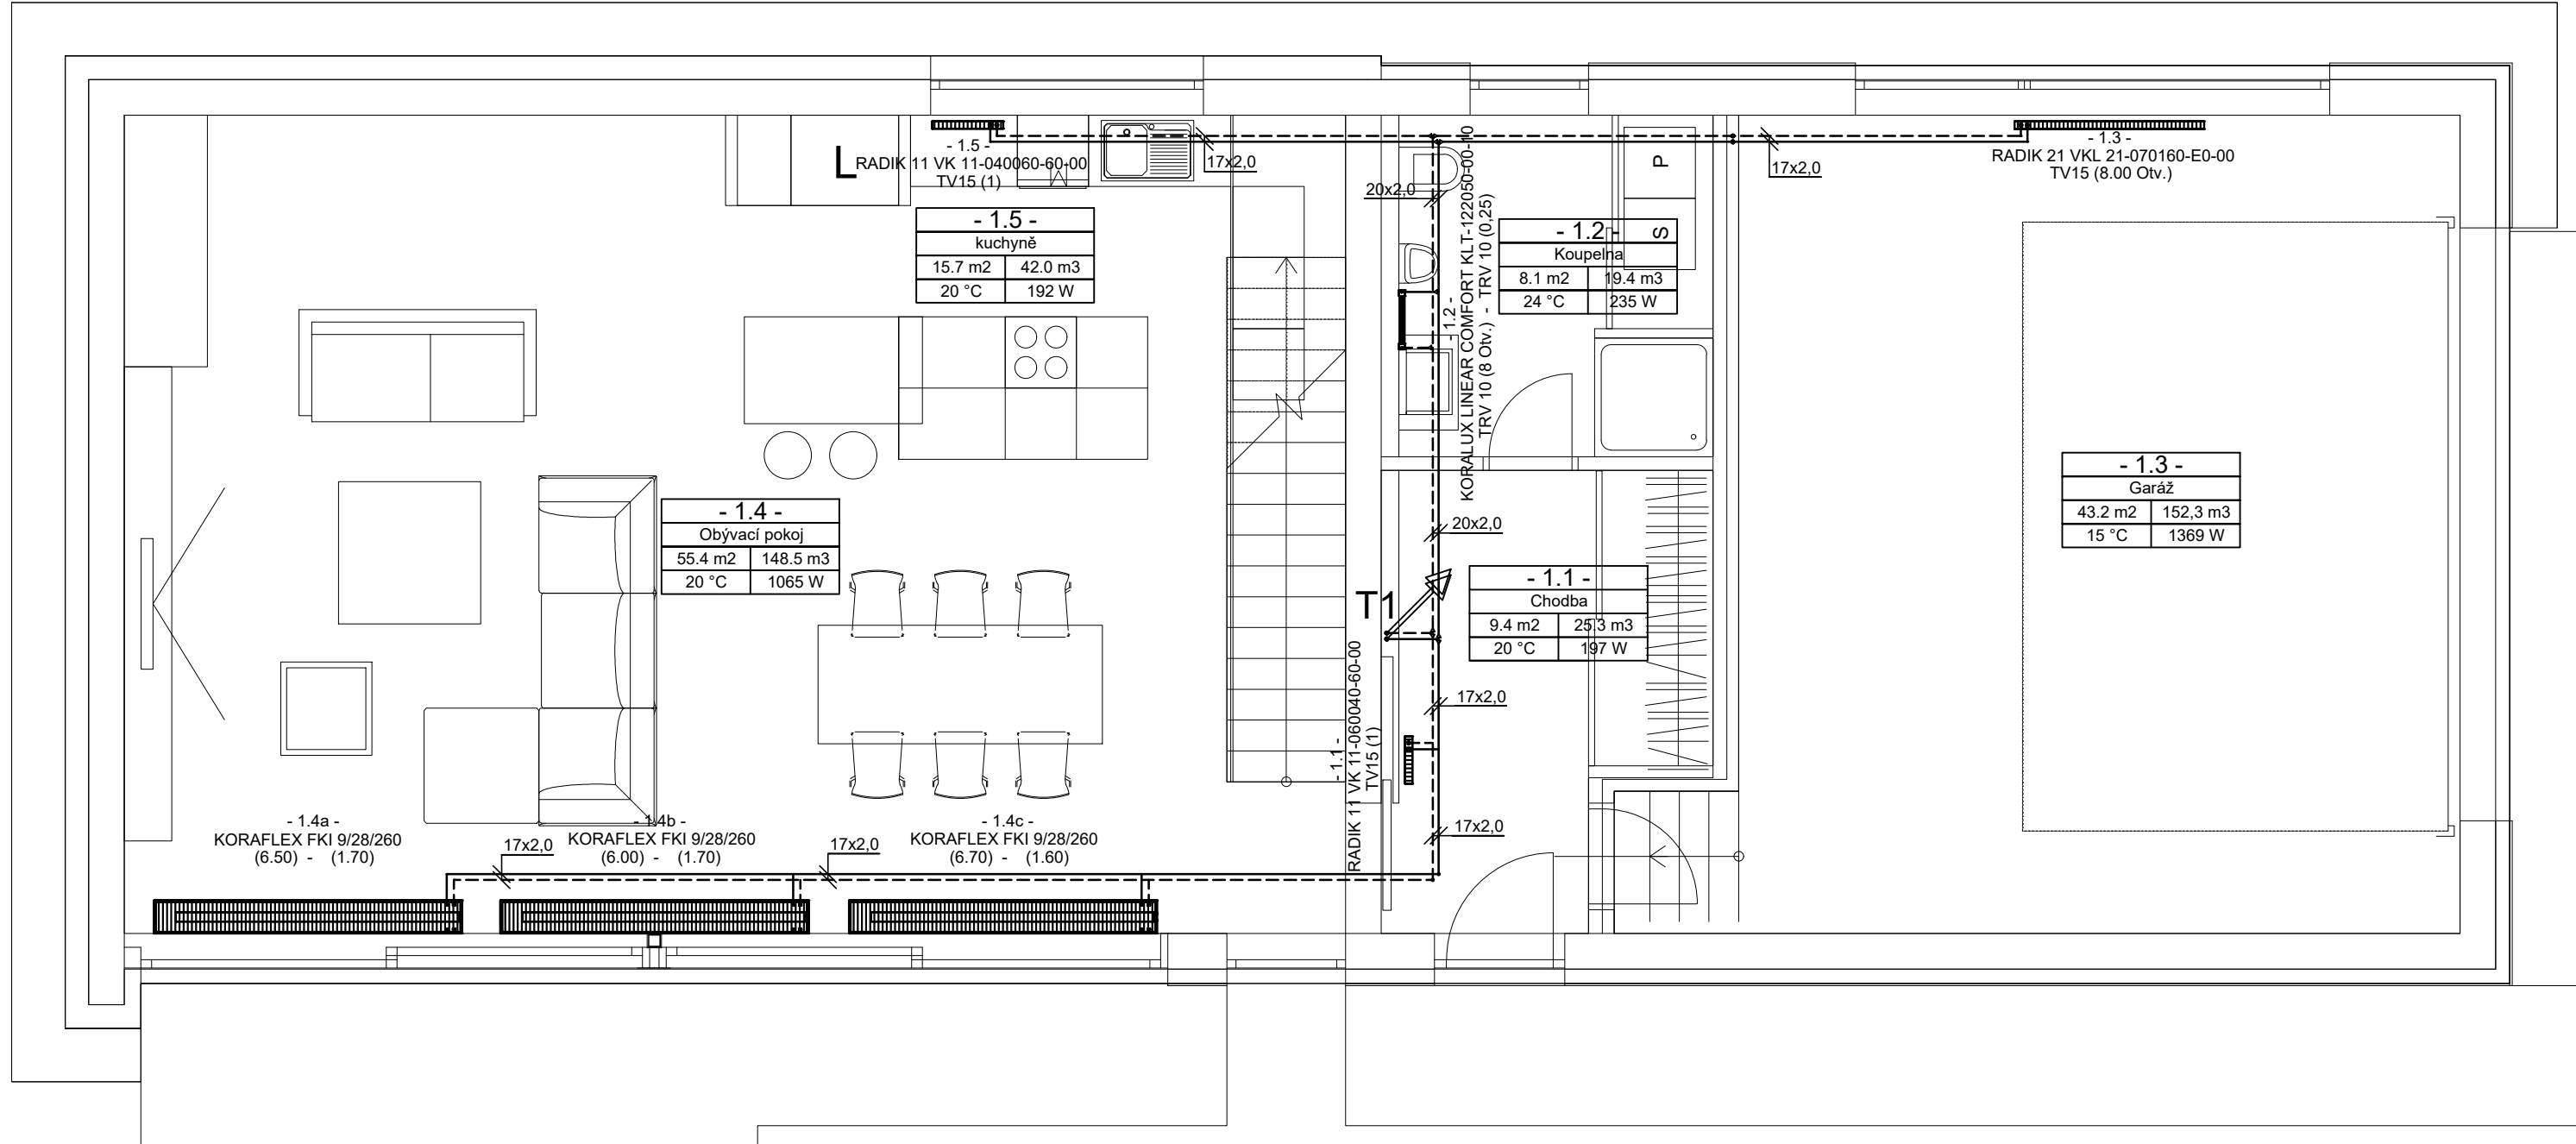 L
- 1.5 -
RADIK 11 VK 11-040060-60-00
TV15 (1)
17x2,0
- 1.5 -
kuchyně
15.7 m2 42.0 m3
20 °C 192 W
20x2,0
- 1.2 -
KORALUX LINEAR COMFORT KLT-122050-00-10
TRV 10 (8 Otv.) - TRV 10 (0,25)
- 1.2 -
Koupelna
8.1 m2 19.4 m3
24 °C 235 W
P
S
17x2,0
- 1.3 -
RADIK 21 VKL 21-070160-E0-00
TV15 (8.00 Otv.)
- 1.3 -
Garáž
43.2 m2 152,3 m3
15 °C 1369 W
- 1.4 -
Obývací pokoj
55.4 m2 148.5 m3
20 °C 1065 W
20x2,0
T1
- 1.1 -
Chodba
9.4 m2 25.3 m3
20 °C 197 W
17x2,0
- 1.1 -
RADIK 11 VK 11-060040-60-00
TV15 (1)
17x2,0
- 1.4a -
KORAFLEX FKI 9/28/260
(6.50) - (1.70)
17x2,0
- 1.4b -
KORAFLEX FKI 9/28/260
(6.00) - (1.70)
17x2,0
- 1.4c -
KORAFLEX FKI 9/28/260
(6.70) - (1.60)